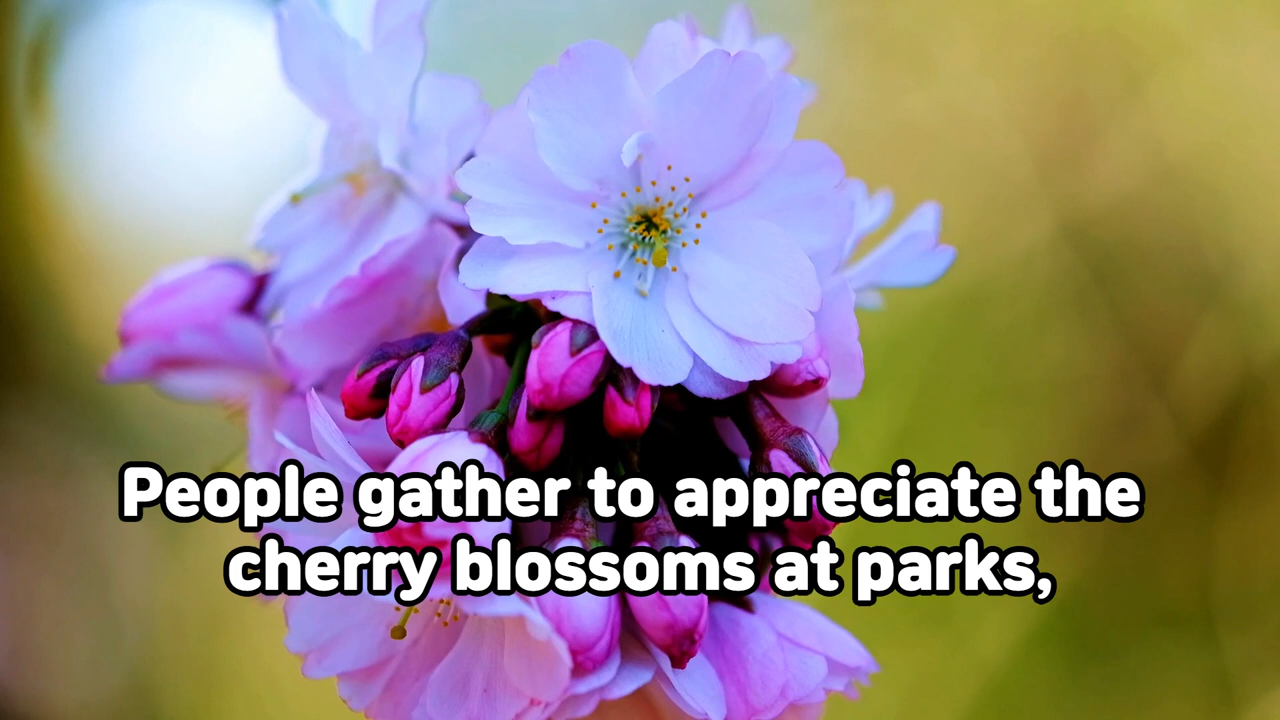 People gather to appreciate the
cherry blossoms at parks,